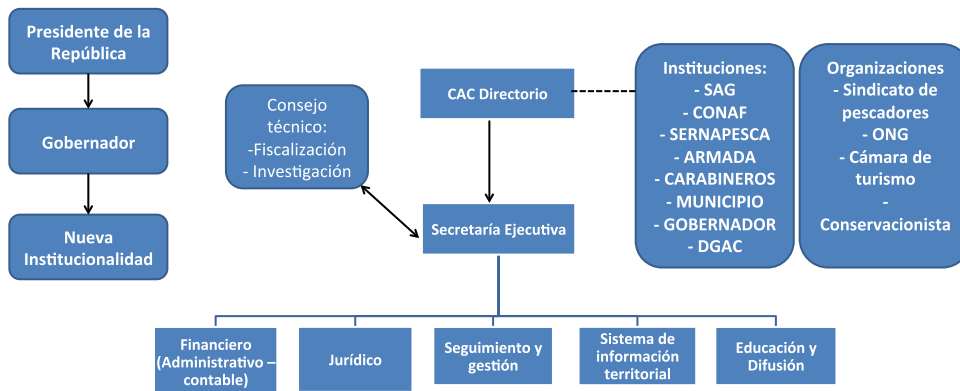 Presidente de la
República
Gobernador
Nueva
Institucionalidad
Consejo
técnico:
-Fiscalización
- Investigación
CAC Directorio
Secretaría Ejecutiva
Instituciones:
- SAG
- CONAF
- SERNAPESCA
- ARMADA
- CARABINEROS
- MUNICIPIO
- GOBERNADOR
- DGAC
Organizaciones
- Sindicato de
pescadores
- ONG
- Cámara de
turismo
-
Conservacionista
Financiero
(Administrativo –
contable)
Jurídico
Seguimiento y
gestión
Sistema de
información
territorial
Educación y
Difusión